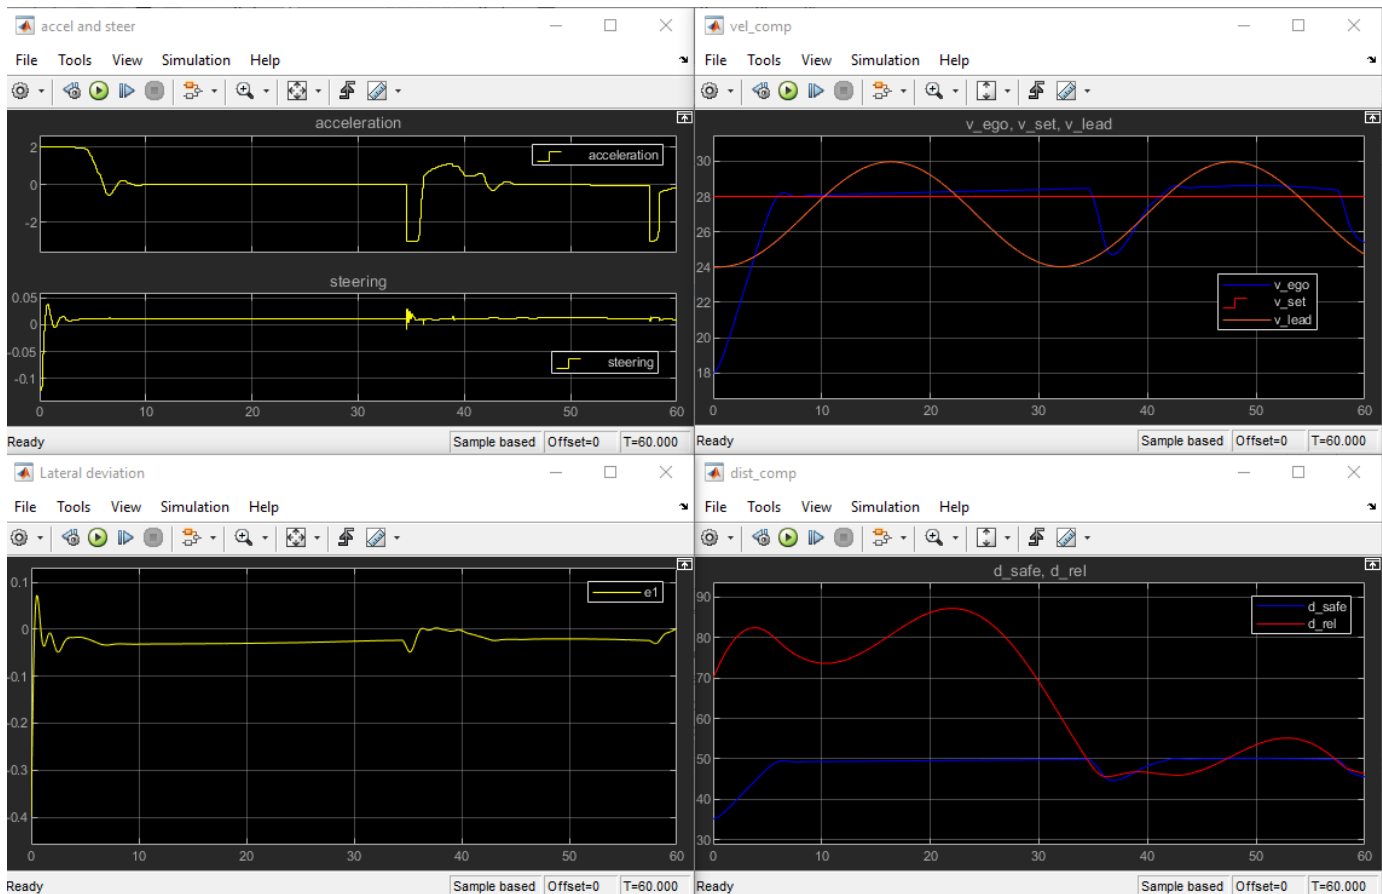 accel and steer
File Tools View Simulation Help
acceleration
acceleration
2
0
-2
steering
0.05
0
-0.05
-0.1
steering
0 10 20 30 40 50 60
Ready Sample based Offset=0 T=60.000
vel_comp
File Tools View Simulation Help
v_ego, v_set, v_lead
30
28
26
24
22
20
18
v_ego
v_set
v_lead
0 10 20 30 40 50 60
Ready Sample based Offset=0 T=60.000
Lateral deviation
File Tools View Simulation Help
e1
0.1
0
-0.1
-0.2
-0.3
-0.4
0 10 20 30 40 50 60
Ready Sample based Offset=0 T=60.000
dist_comp
File Tools View Simulation Help
d_safe, d_rel
d_safe
d_rel
90
80
70
60
50
40
30
0 10 20 30 40 50 60
Ready Sample based Offset=0 T=60.000